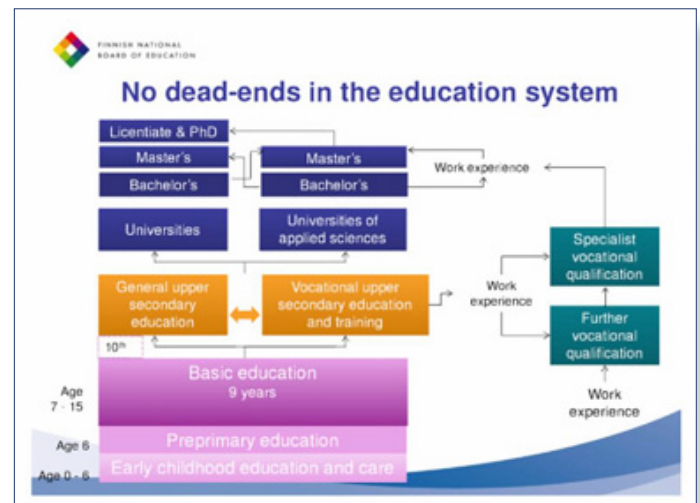 FINNISH NATIONAL
BOARD OF EDUCATION
No dead-ends in the education system
Licentiate & PhD
Master's
Bachelor's
Master's
Bachelor's
Work experience
Universities
Universities of
applied sciences
Specialist
vocational
qualification
General upper
secondary
education
Vocational upper
secondary education
and training
Work
experience
Further
vocational
qualification
10th
Basic education
9 years
Work
experience
Age
7 - 15
Age 6
Preprimary education
Age 0 - 6
Early childhood education and care